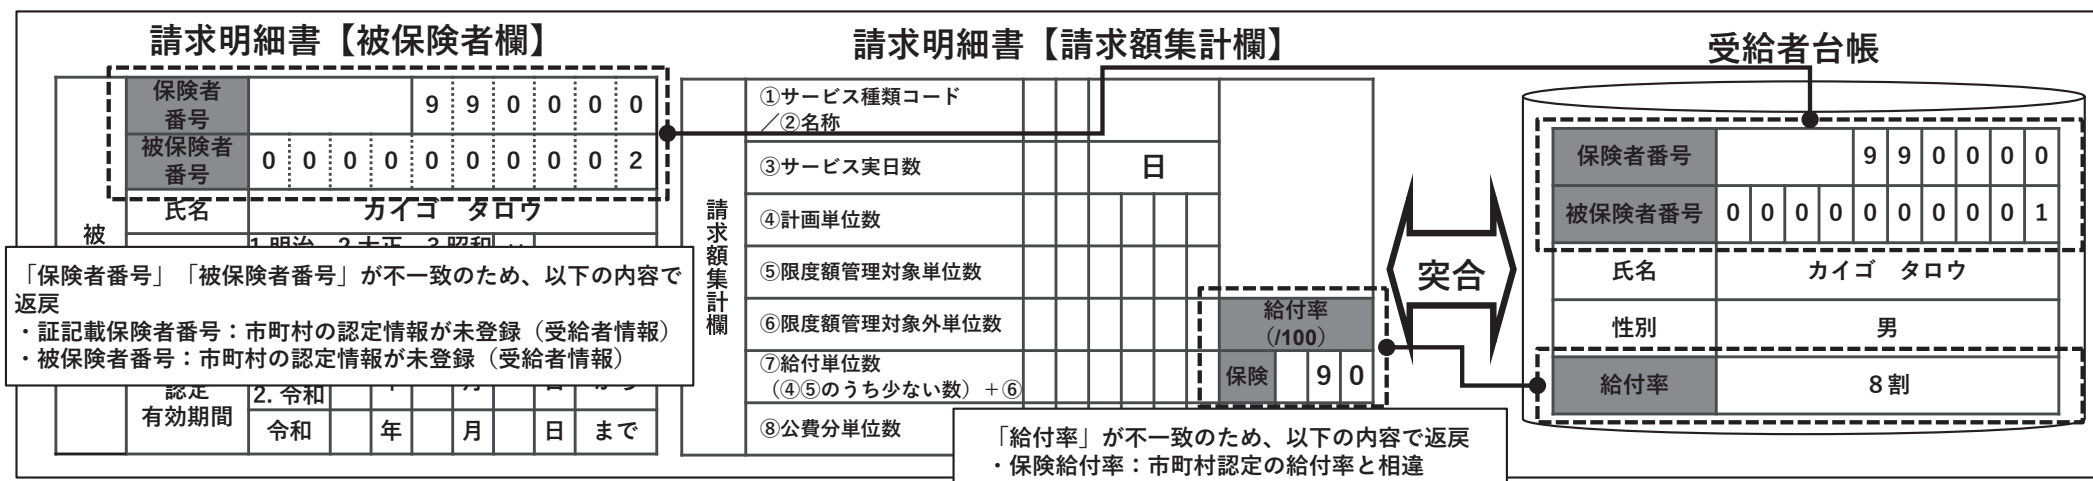 請求明細書【被保険者欄】
保険者
番号
9 9 0 0 0 0
被保険者
番号
0 0 0 0 0 0 0 0 0 2
氏名
カイゴ タロウ
被
「保険者番号」「被保険者番号」が不一致のため、以下の内容で
返戻
・証記載保険者番号:市町村の認定情報が未登録(受給者情報)
・被保険者番号:市町村の認定情報が未登録(受給者情報)
認定
有効期間
2. 令和
令和 年 月 日 まで
請求明細書【請求額集計欄】
請求額集計欄
①サービス種類コード
/②名称
③サービス実日数
日
④計画単位数
⑤限度額管理対象単位数
⑥限度額管理対象外単位数
⑦給付単位数
(④⑤のうち少ない数)+⑥
⑧公費分単位数
給付率
(/100)
保険 9 0
「給付率」が不一致のため、以下の内容で返戻
・保険給付率:市町村認定の給付率と相違
突合
受給者台帳
保険者番号 9 9 0 0 0 0
被保険者番号 0 0 0 0 0 0 0 0 0 1
氏名 カイゴ タロウ
性別 男
給付率 8割